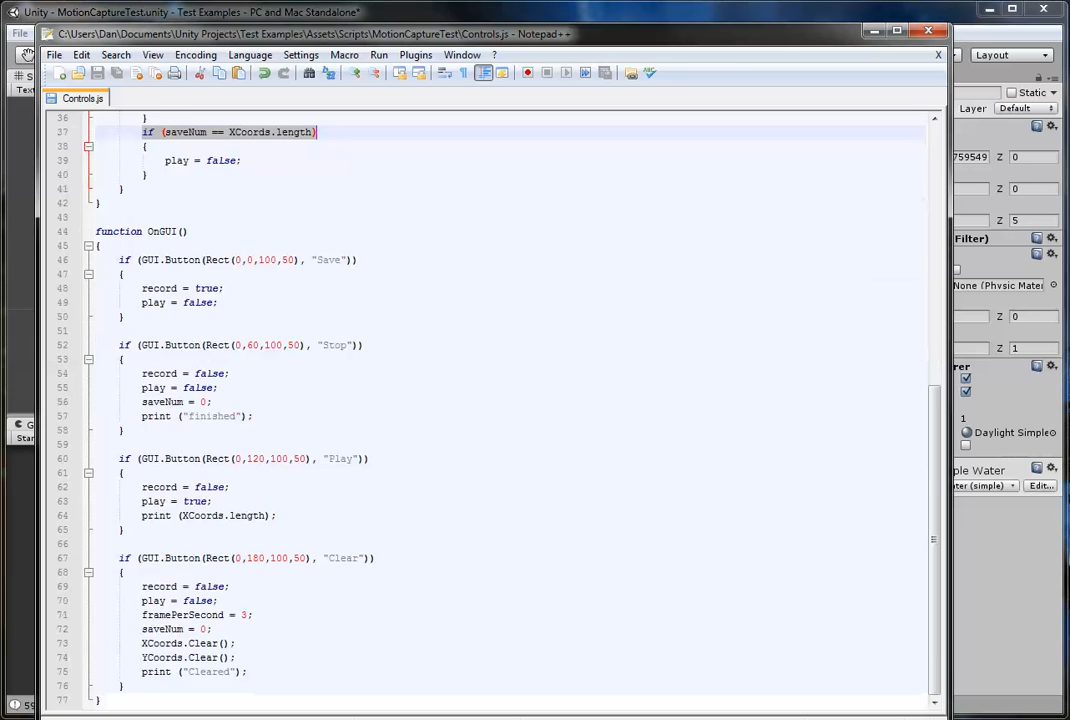 Unity - MotionCaptureTest.unity - Test Examples - PC and Mac Standalone*
C:\Users\Dan\Documents\Unity Projects\Test Examples\Assets\Scripts\MotionCaptureTest\Controls.js - Notepad++
File
File Edit Search View Encoding Language Settings Macro Run Plugins Window ? X
Layout
Controls.js
Static
Layer Default
36 }
37 if (saveNum == XCoords.length)
38 {
39 play = false;
40 }
41 }
42 }
43
44 function OnGUI()
45 {
46 if (GUI.Button(Rect(0,0,100,50), "Save"))
47 {
48 record = true;
49 play = false;
50 }
51
52 if (GUI.Button(Rect(0,60,100,50), "Stop"))
53 {
54 record = false;
55 play = false;
56 saveNum = 0;
57 print ("finished");
58 }
59
60 if (GUI.Button(Rect(0,120,100,50), "Play"))
61 {
62 record = false;
63 play = true;
64 print (XCoords.length);
65 }
66
67 if (GUI.Button(Rect(0,180,100,50), "Clear"))
68 {
69 record = false;
70 play = false;
71 framePerSecond = 3;
72 saveNum = 0;
73 XCoords.Clear();
74 YCoords.Clear();
75 print ("Cleared");
76 }
77 }
759549 Z 0
Z 0
Z 5
Filter)
None (Physic Mater
Z 0
Z 1
rer
1
Daylight Simple
ple Water
ater (simple) Edit...